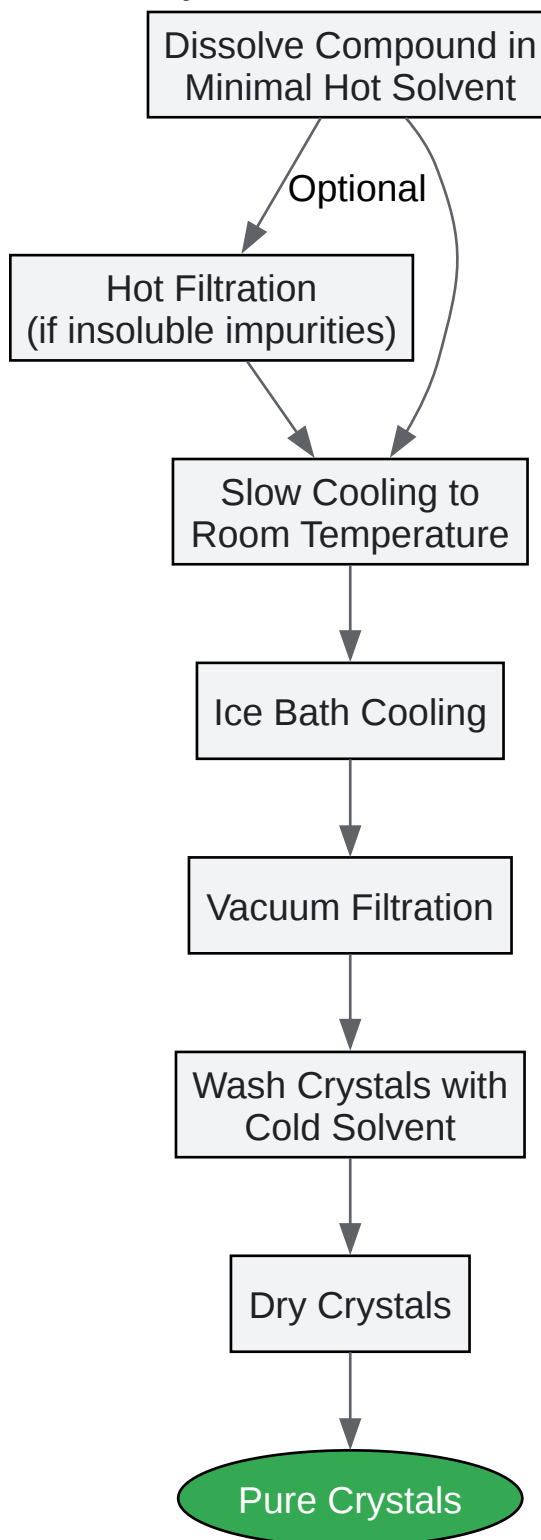 Dissolve Compound in
Minimal Hot Solvent
Optional
Hot Filtration
(if insoluble impurities)
Slow Cooling to
Room Temperature
Ice Bath Cooling
Vacuum Filtration
Wash Crystals with
Cold Solvent
Dry Crystals
Pure Crystals